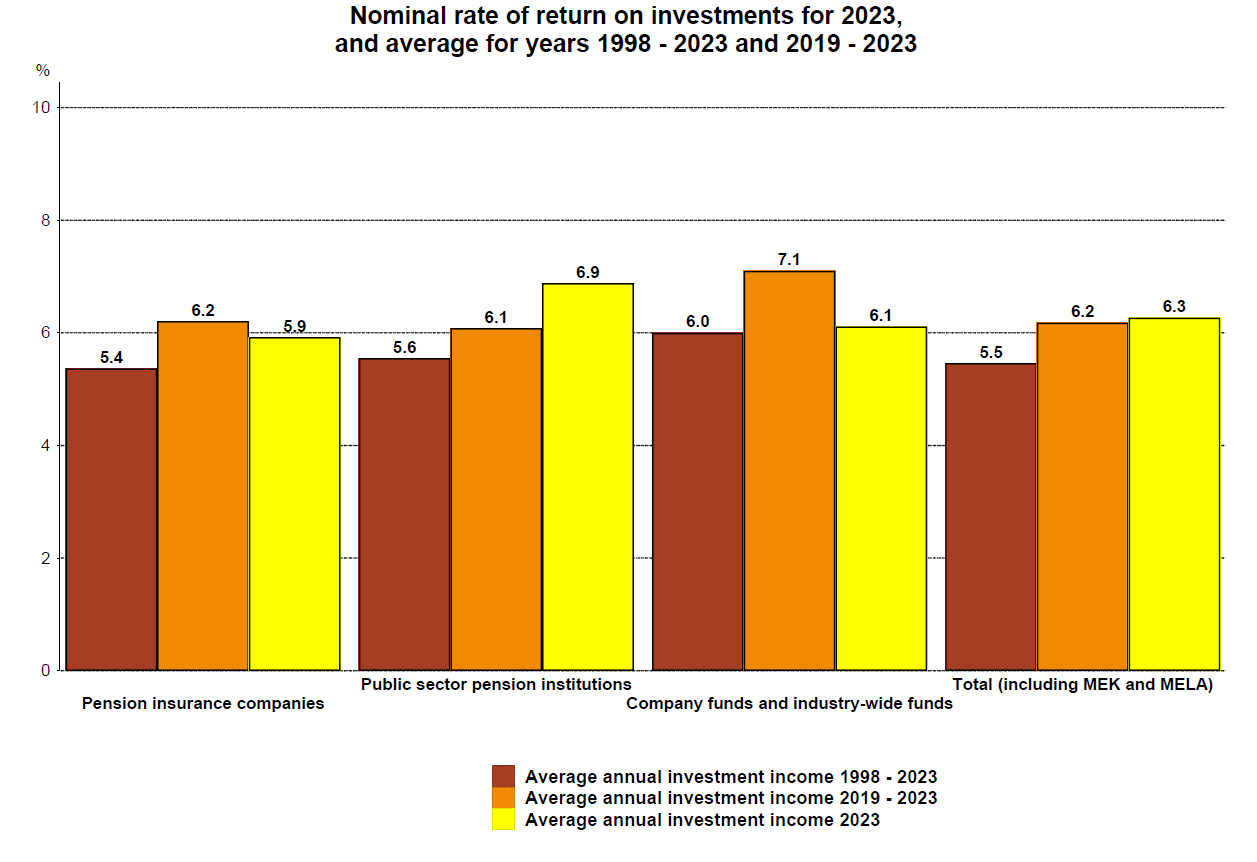 Nominal rate of return on investments for 2023,
and average for years 1998 - 2023 and 2019 - 2023
%
10
8
6
4
2
0
5.4
6.2
5.9
5.6
6.1
6.9
6.0
7.1
6.1
5.5
6.2
6.3
Pension insurance companies
Public sector pension institutions
Company funds and industry-wide funds
Total (including MEK and MELA)
Average annual investment income 1998 - 2023
Average annual investment income 2019 - 2023
Average annual investment income 2023